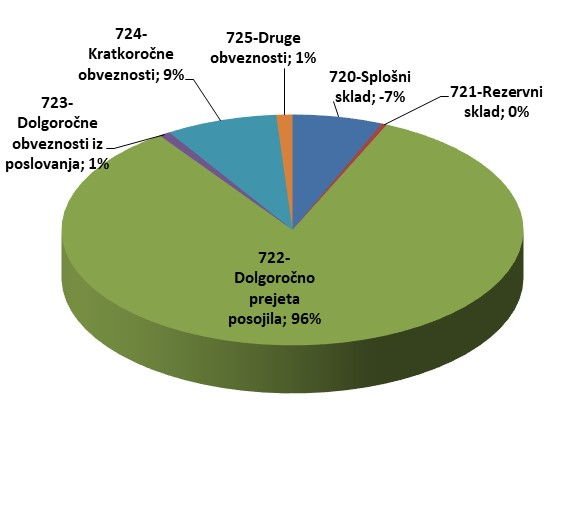 724-
Kratkoročne
obveznosti; 9%
725-Druge
obveznosti; 1%
720-Splošni
sklad; -7%
721-Rezervni
sklad; 0%
723-
Dolgoročne
obveznosti iz
poslovanja; 1%
722-
Dolgoročno
prejeta
posojila; 96%